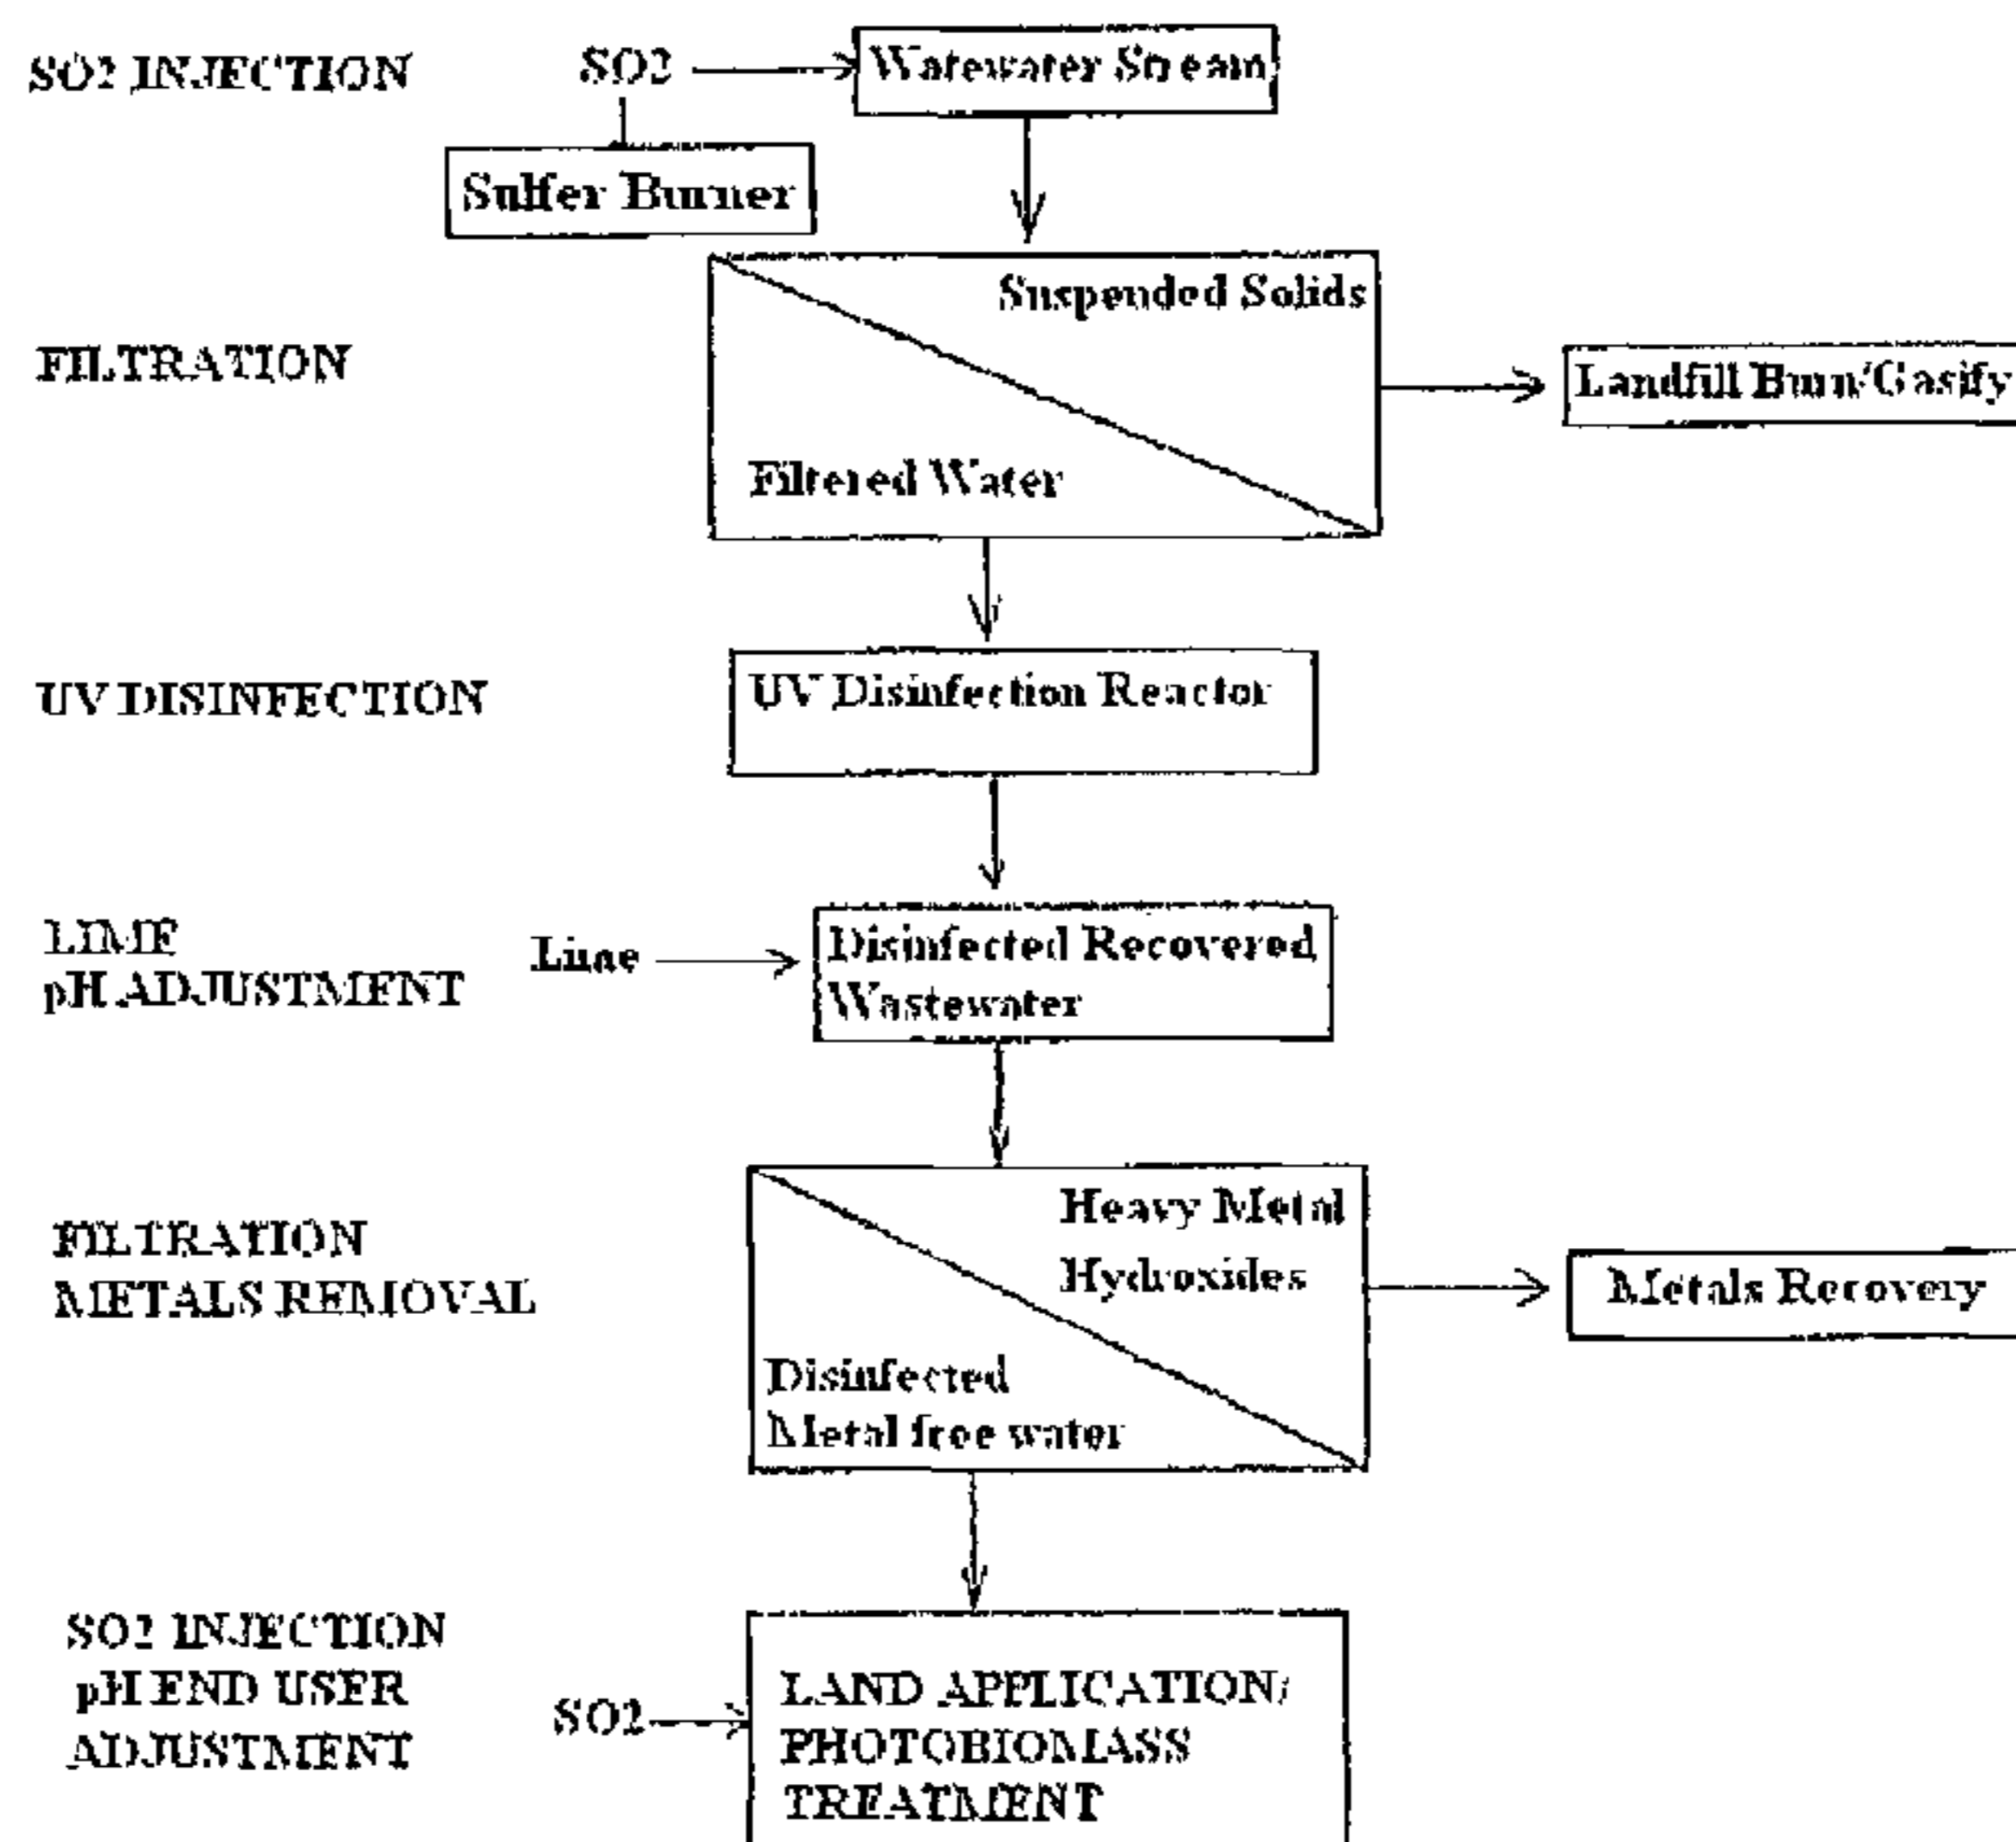 SO2 INJECTION
SO2
Watewater Stream
Sulfer Burner
Suspended Solids
FILTRATION
Landfill Burn/Gasify
Filtered Water
UV DISINFECTION
UV Disinfection Reactor
LIME
pH ADJUSTMENT
Lime
Disinfected Recovered
Wastewater
Heavy Metal
Hydroxides
FILTRATION
METALS REMOVAL
Metals Recovery
Disinfected
Metal free water
SO2 INJECTION
pH END USER
ADJUSTMENT
SO2
LAND APPLICATION/
PHOTOBIOMASS
TREATMENT